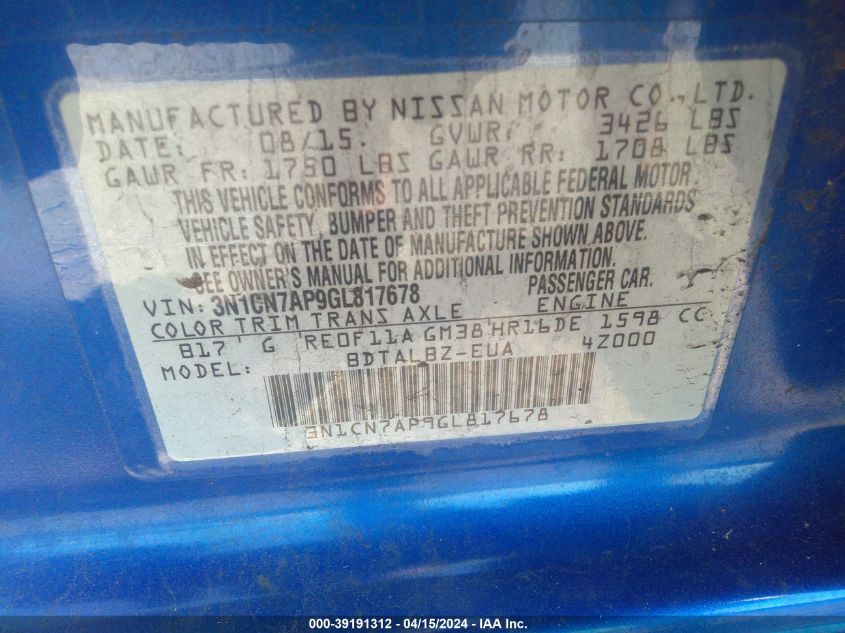 MANUFACTURED BY NISSAN MOTOR CO., LTD.
DATE: 08/15. GVWR: 3426 LBS
GAWR FR: 1750 LBS GAWR RR: 1708 LBS
THIS VEHICLE CONFORMS TO ALL APPLICABLE FEDERAL MOTOR
VEHICLE SAFETY, BUMPER AND THEFT PREVENTION STANDARDS
IN EFFECT ON THE DATE OF MANUFACTURE SHOWN ABOVE.
SEE OWNER'S MANUAL FOR ADDITIONAL INFORMATION.
VIN: 3N1CN7AP9GL817678 PASSENGER CAR.
COLOR TRIM TRANS AXLE ENGINE
B17 G RE0F11A GM38 HR16DE 1598 CC
MODEL: BDTALBZ-EUA 4Z000
3N1CN7AP9GL817678
000-39191312 - 04/15/2024 - IAA Inc.